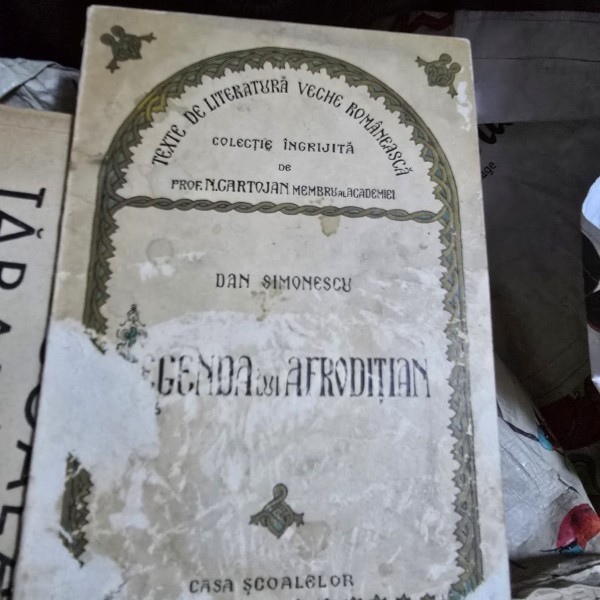 TEXTE DE LITERATURĂ VECHE ROMÂNEASCĂ
COLECȚIE ÎNGRIJITĂ
DE
PROF. N. CARTOJAN MEMBRU AL ACADEMIEI
DAN SIMONESCU
LEGENDA LUI AFRODIȚIAN
CASA ȘCOALELOR